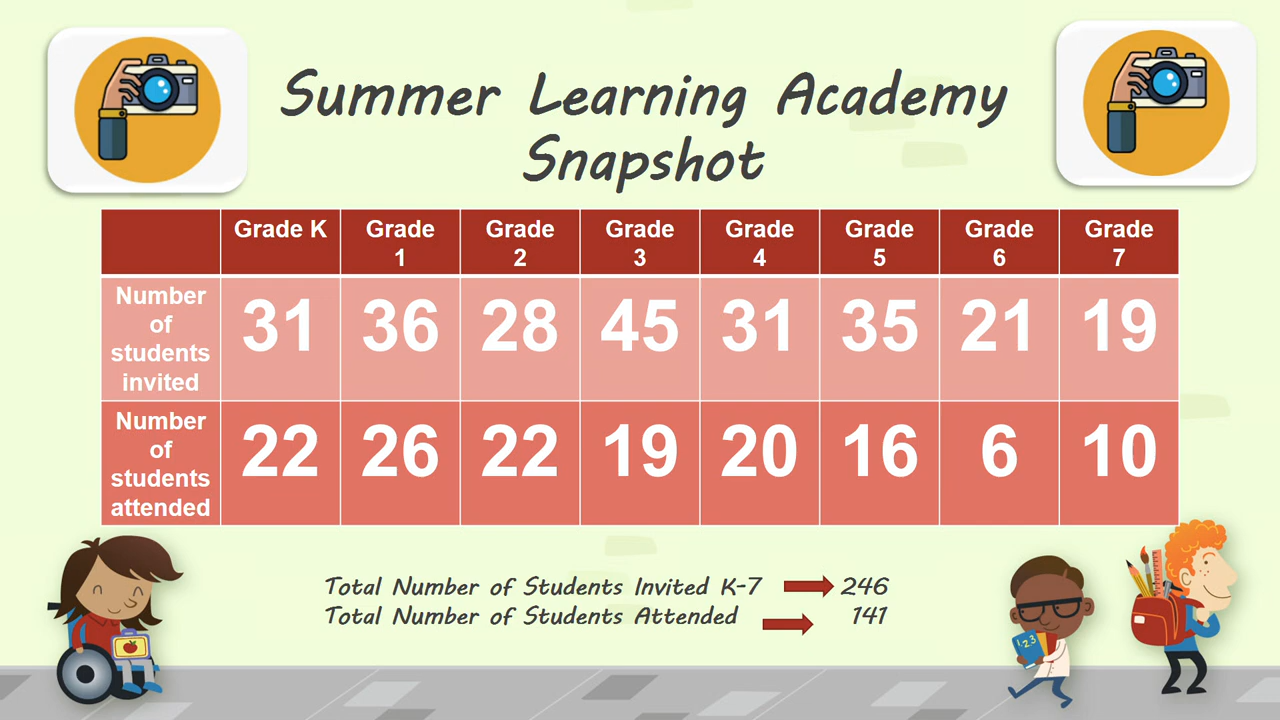 Summer Learning Academy
Snapshot
Grade K Grade 1 Grade 2 Grade 3 Grade 4 Grade 5 Grade 6 Grade 7
Number of students invited 31 36 28 45 31 35 21 19
Number of students attended 22 26 22 19 20 16 6 10
Total Number of Students Invited K-7 246
Total Number of Students Attended 141
123